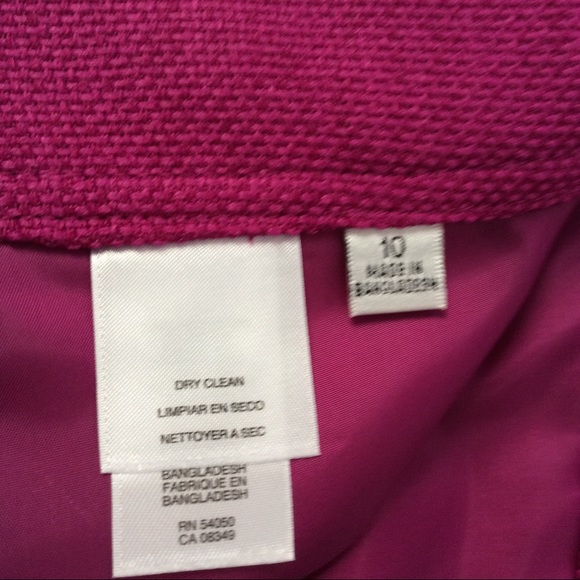 10
MADE IN
BANGLADESH
DRY CLEAN
LIMPIAR EN SECO
NETTOYER A SEC
BANGLADESH
FABRIQUE EN
BANGLADESH
RN 54050
CA 08349